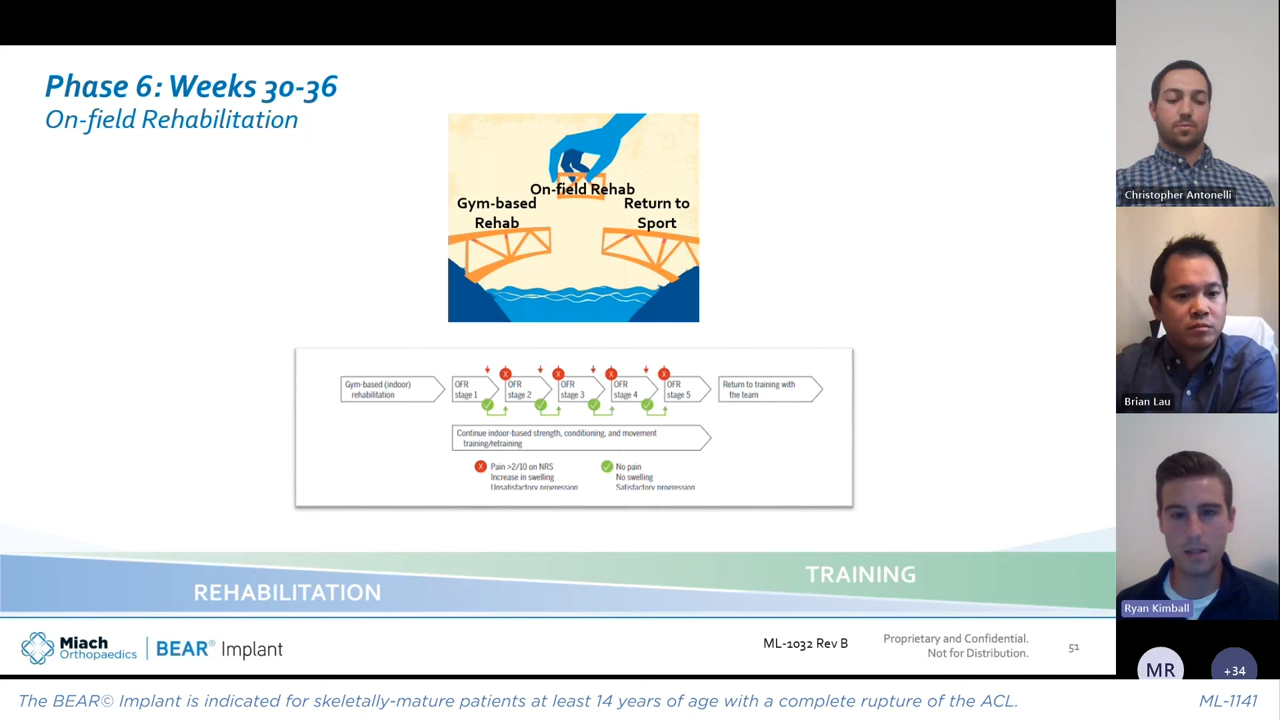 Phase 6: Weeks 30-36
On-field Rehabilitation
On-field Rehab
Gym-based
Rehab
Return to
Sport
Gym-based (indoor)
rehabilitation
OFR
stage 1
OFR
stage 2
OFR
stage 3
OFR
stage 4
OFR
stage 5
Return to training with
the team
X
X
X
X
Continue indoor-based strength, conditioning, and movement
training/retraining
X
Pain >2/10 on NRS
Increase in swelling
Unsatisfactory progression
No pain
No swelling
Satisfactory progression
REHABILITATION
TRAINING
Miach
Orthopaedics
BEAR® Implant
ML-1032 Rev B
Proprietary and Confidential.
Not for Distribution.
51
The BEAR© Implant is indicated for skeletally-mature patients at least 14 years of age with a complete rupture of the ACL.
ML-1141
Christopher Antonelli
Brian Lau
Ryan Kimball
MR
+34